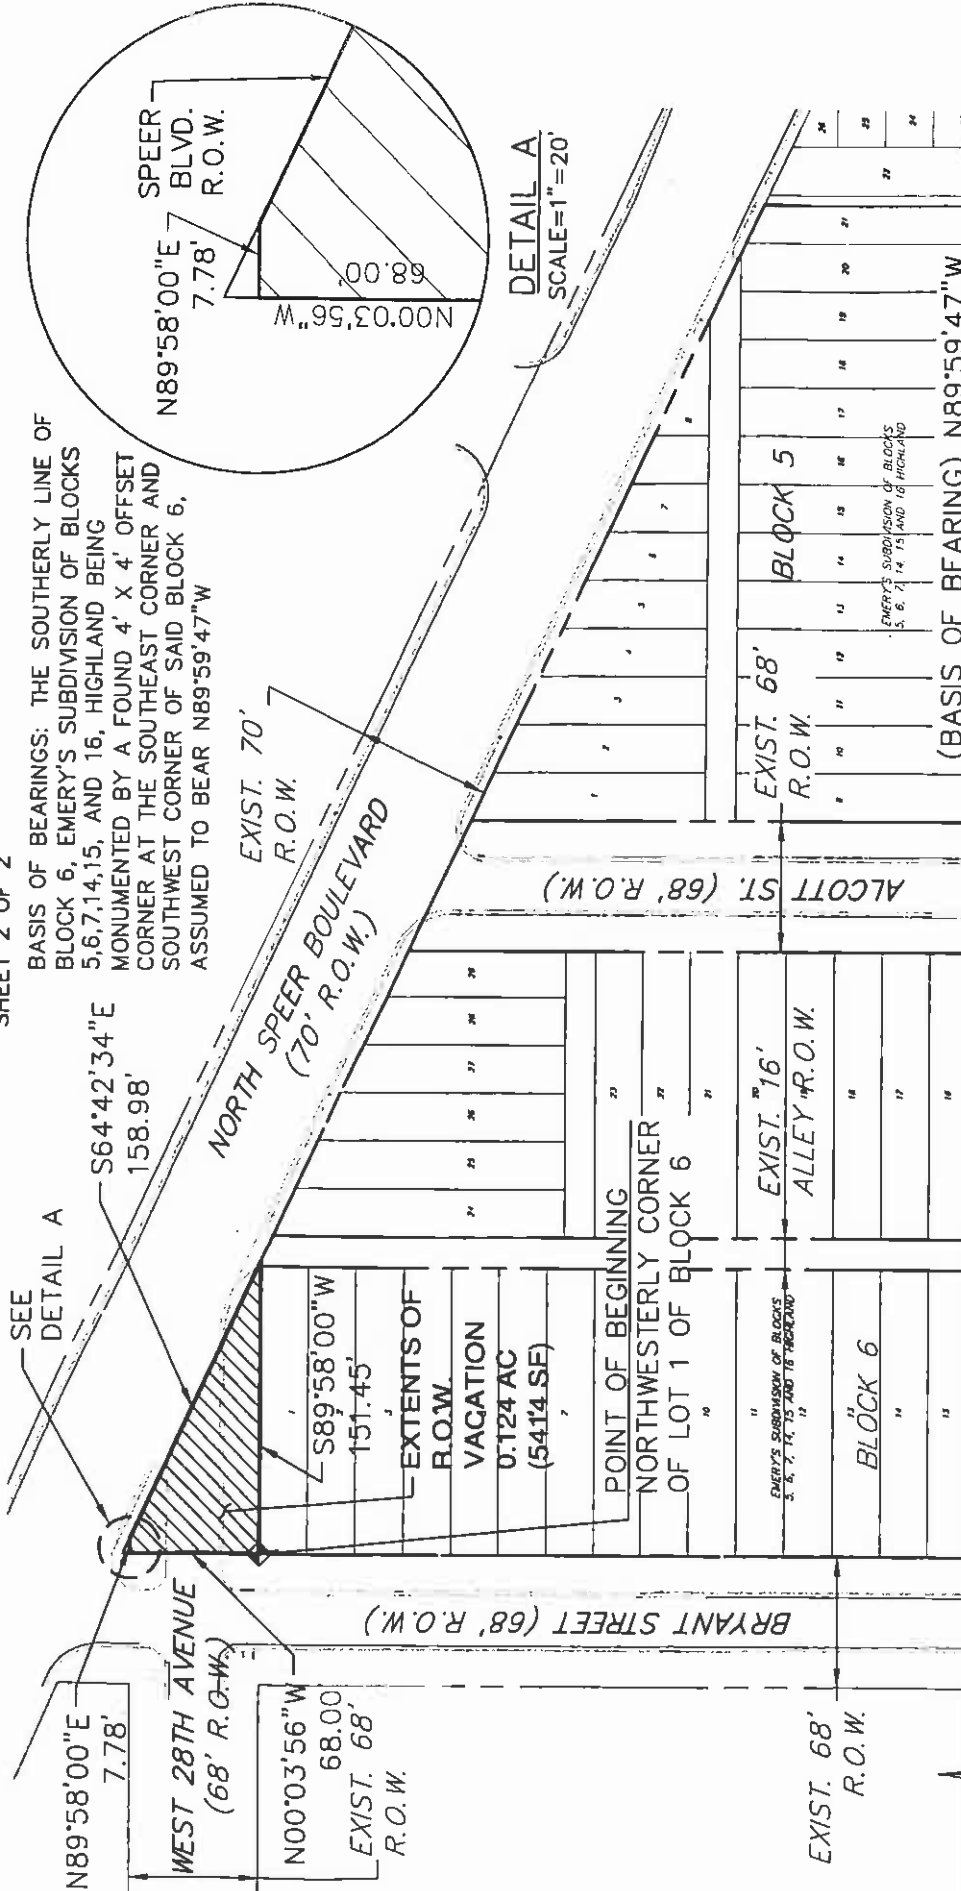 SHEET 2 OF 2
BASIS OF BEARINGS: THE SOUTHERLY LINE OF
BLOCK 6, EMERY'S SUBDIVISION OF BLOCKS
5,6,7,14,15, AND 16, HIGHLAND BEING
MONUMENTED BY A FOUND 4' X 4' OFFSET
CORNER AT THE SOUTHEAST CORNER AND
SOUTHWEST CORNER OF SAID BLOCK 6,
ASSUMED TO BEAR N89°59'47"W
SPEER
BLVD.
R.O.W.
N89°58'00"E
7.78'
68.00'
N00°03'56"W
DETAIL A
SCALE=1"=20'
SEE
DETAIL A
S64°42'34"E
158.98'
EXIST. 70'
R.O.W.
NORTH SPEER BOULEVARD
(70' R.O.W.)
N89°58'00"E
7.78'
WEST 28TH AVENUE
(68' R.O.W.)
N00°03'56"W
68.00
EXIST. 68'
R.O.W.
S89°58'00"W
151.45'
EXTENTS OF
R.O.W.
VACATION
0.124 AC
(5414 SF)
POINT OF BEGINNING
NORTHWESTERLY CORNER
OF LOT 1 OF BLOCK 6
EXIST. 16'
ALLEY R.O.W.
EMERY'S SUBDIVISION OF BLOCKS
5, 6, 7, 14, 15 AND 16 HIGHLAND
BLOCK 6
BRYANT STREET (68' R.O.W.)
EXIST. 68'
R.O.W.
ALCOTT ST. (68' R.O.W.)
EXIST. 68'
R.O.W.
BLOCK 5
EMERY'S SUBDIVISION OF BLOCKS
5, 6, 7, 14, 15 AND 16 HIGHLAND
(BASIS OF BEARING) N89°59'47"W